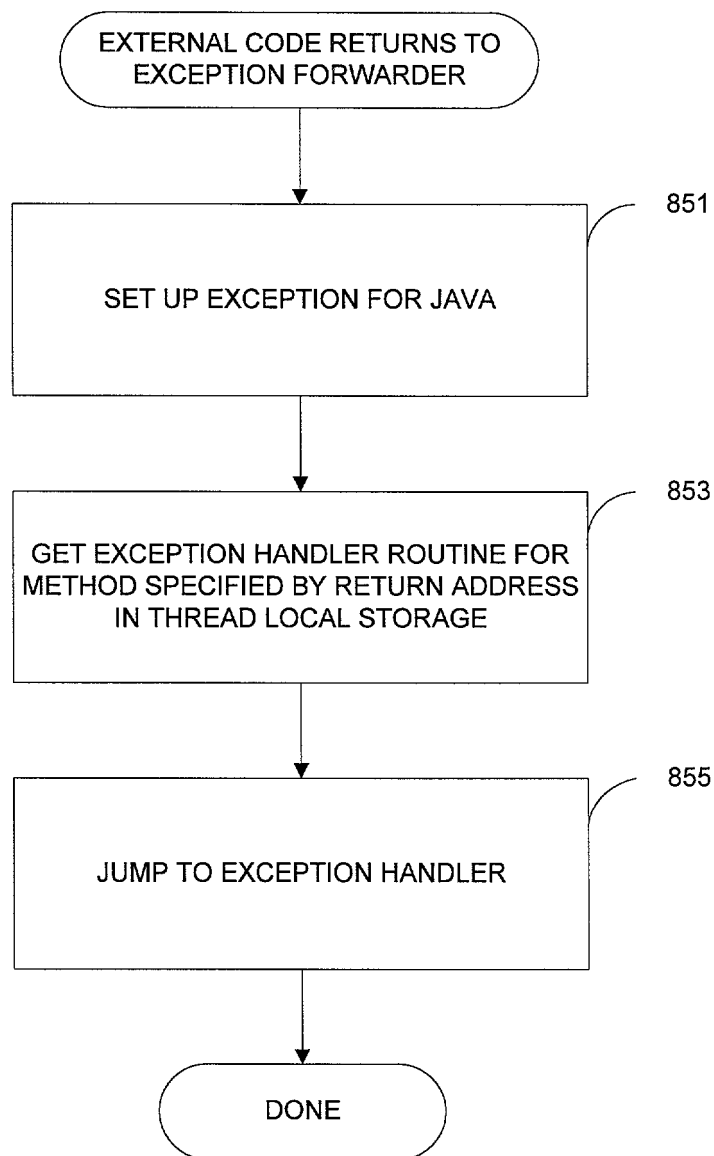 EXTERNAL CODE RETURNS TO
EXCEPTION FORWARDER
851
SET UP EXCEPTION FOR JAVA
853
GET EXCEPTION HANDLER ROUTINE FOR
METHOD SPECIFIED BY RETURN ADDRESS
IN THREAD LOCAL STORAGE
855
JUMP TO EXCEPTION HANDLER
DONE